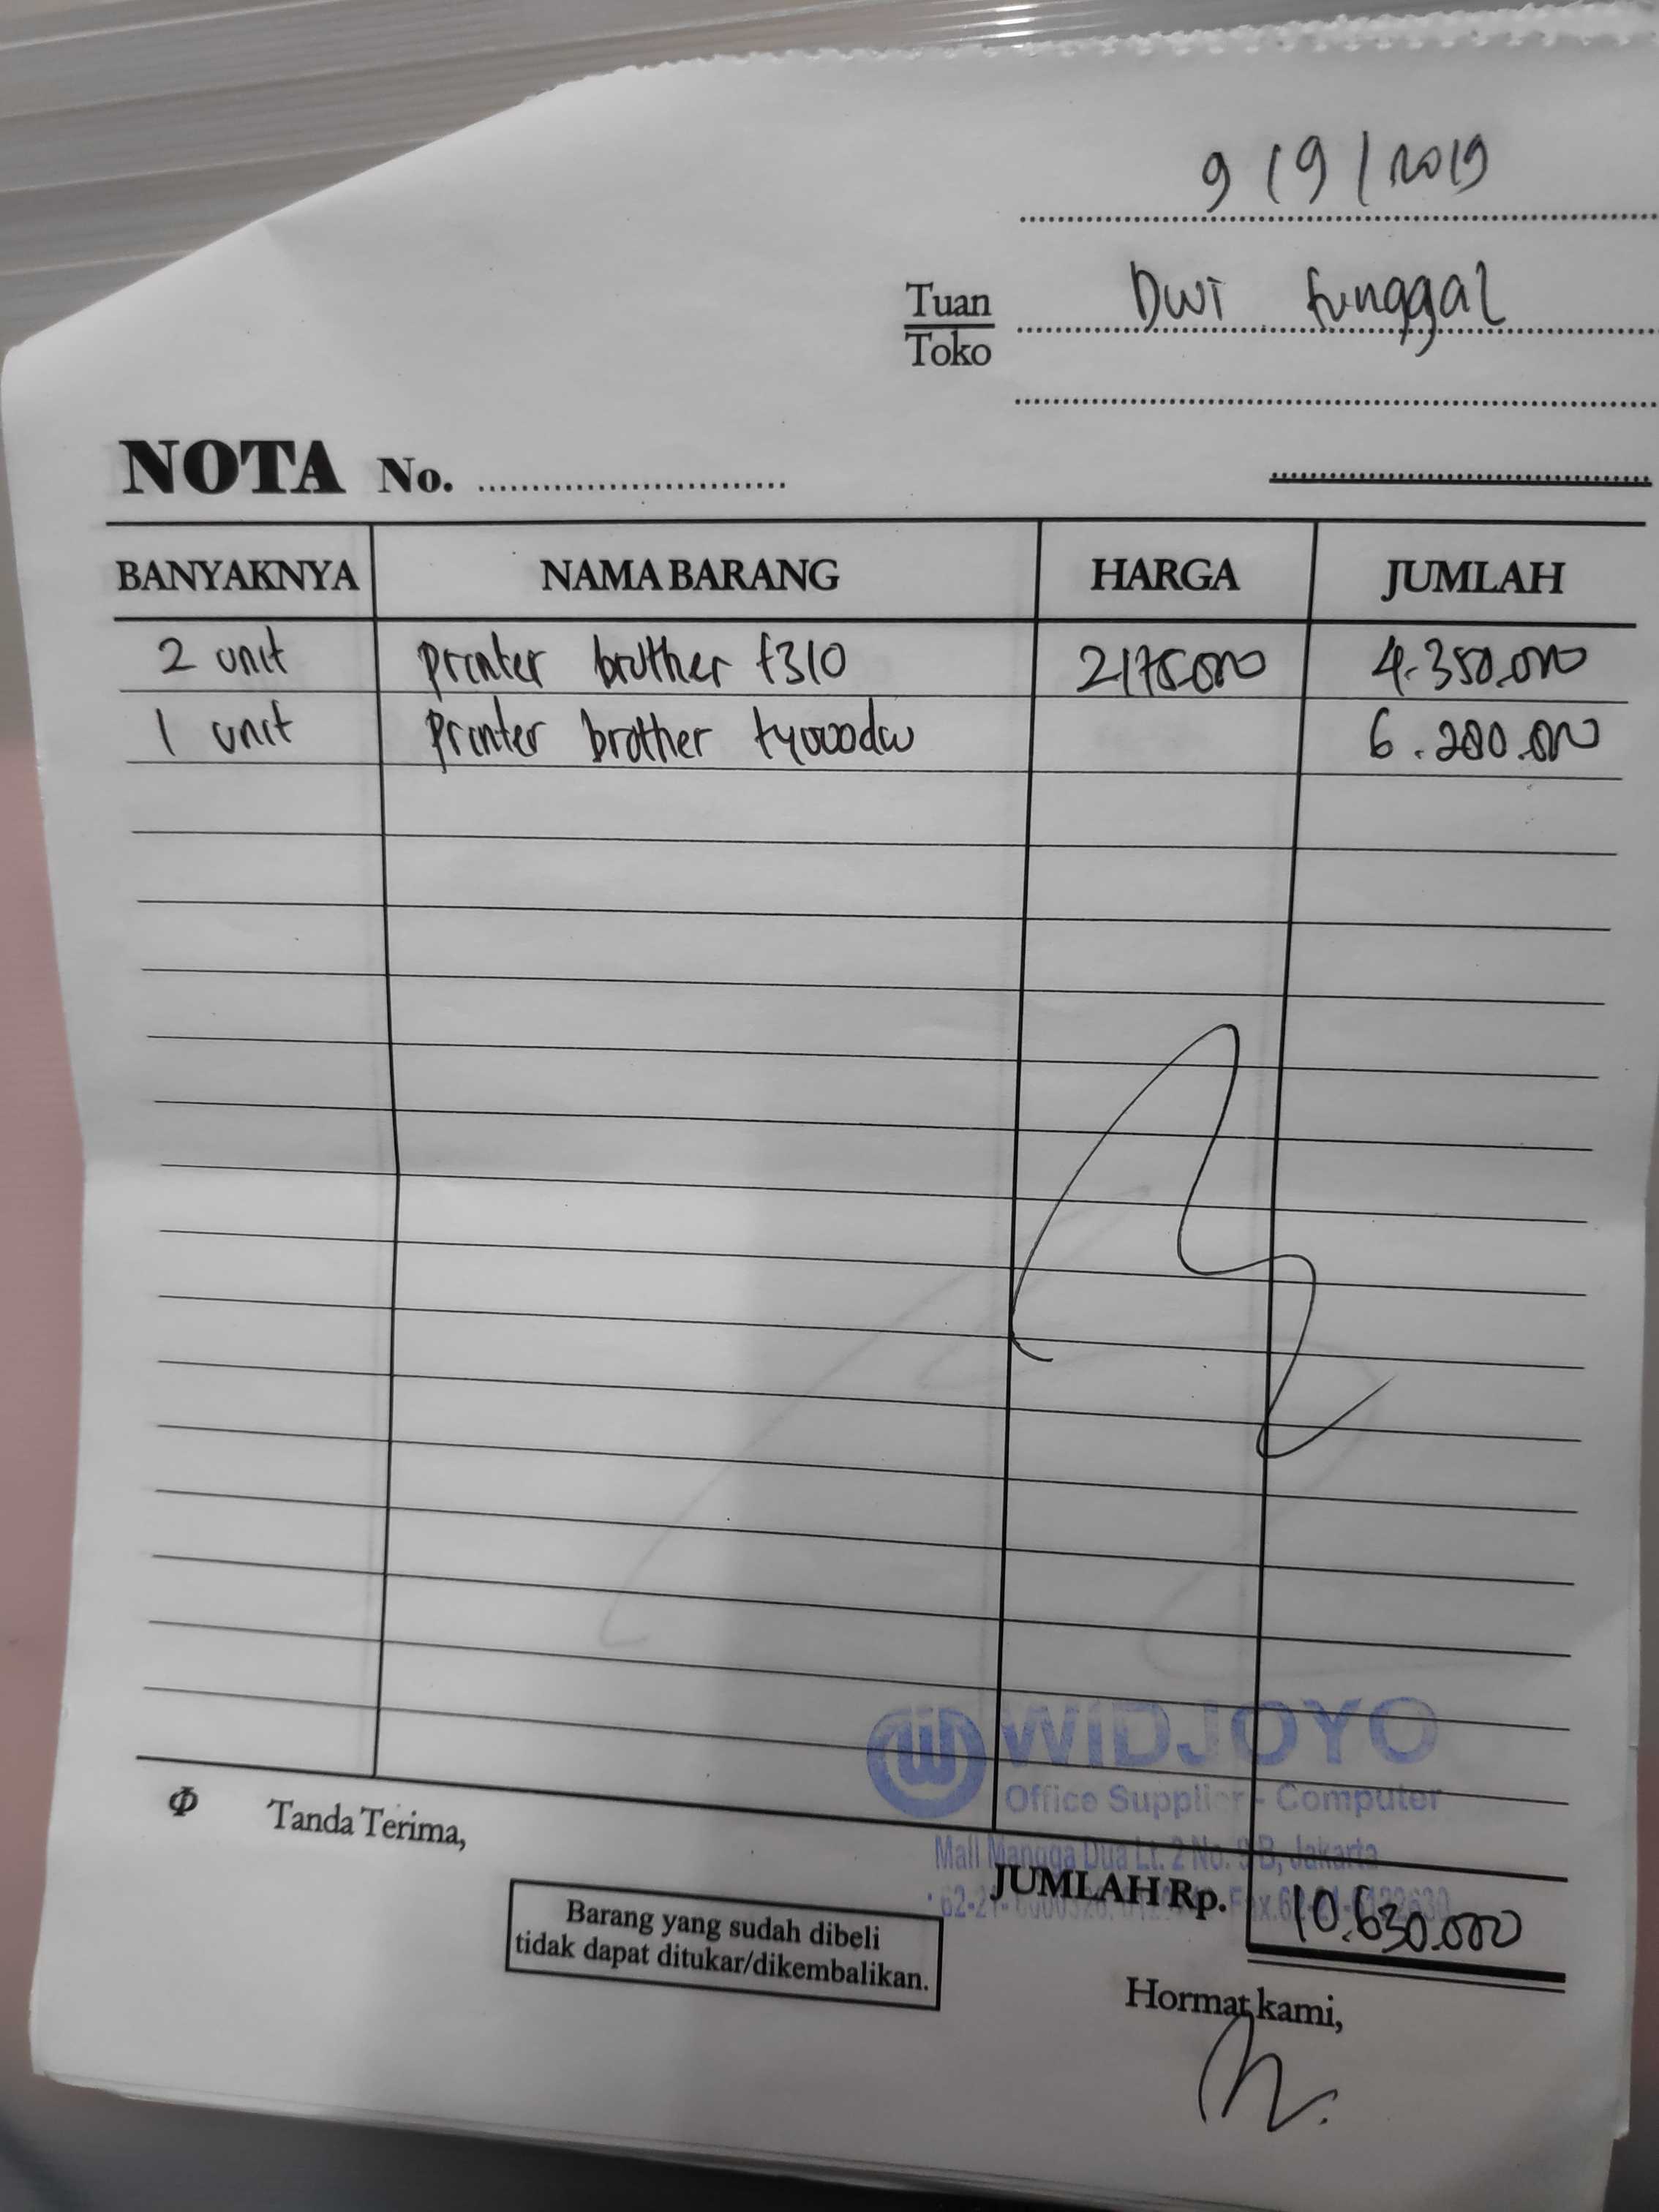 9/9/2019
Tuan
Toko
Dwi tunggal
NOTA No.
BANYAKNYA NAMA BARANG HARGA JUMLAH
2 unit printer brother t310 2175.000 4.350.000
1 unit printer brother t4000dw 6.280.000
WIDJOYO
Office Supplier - Computer
Mall Mangga Dua Lt. 2 No. 9 B, Jakarta
Φ Tanda Terima,
JUMLAH Rp. 10.630.000
Barang yang sudah dibeli
tidak dapat ditukar/dikembalikan.
Hormat kami,